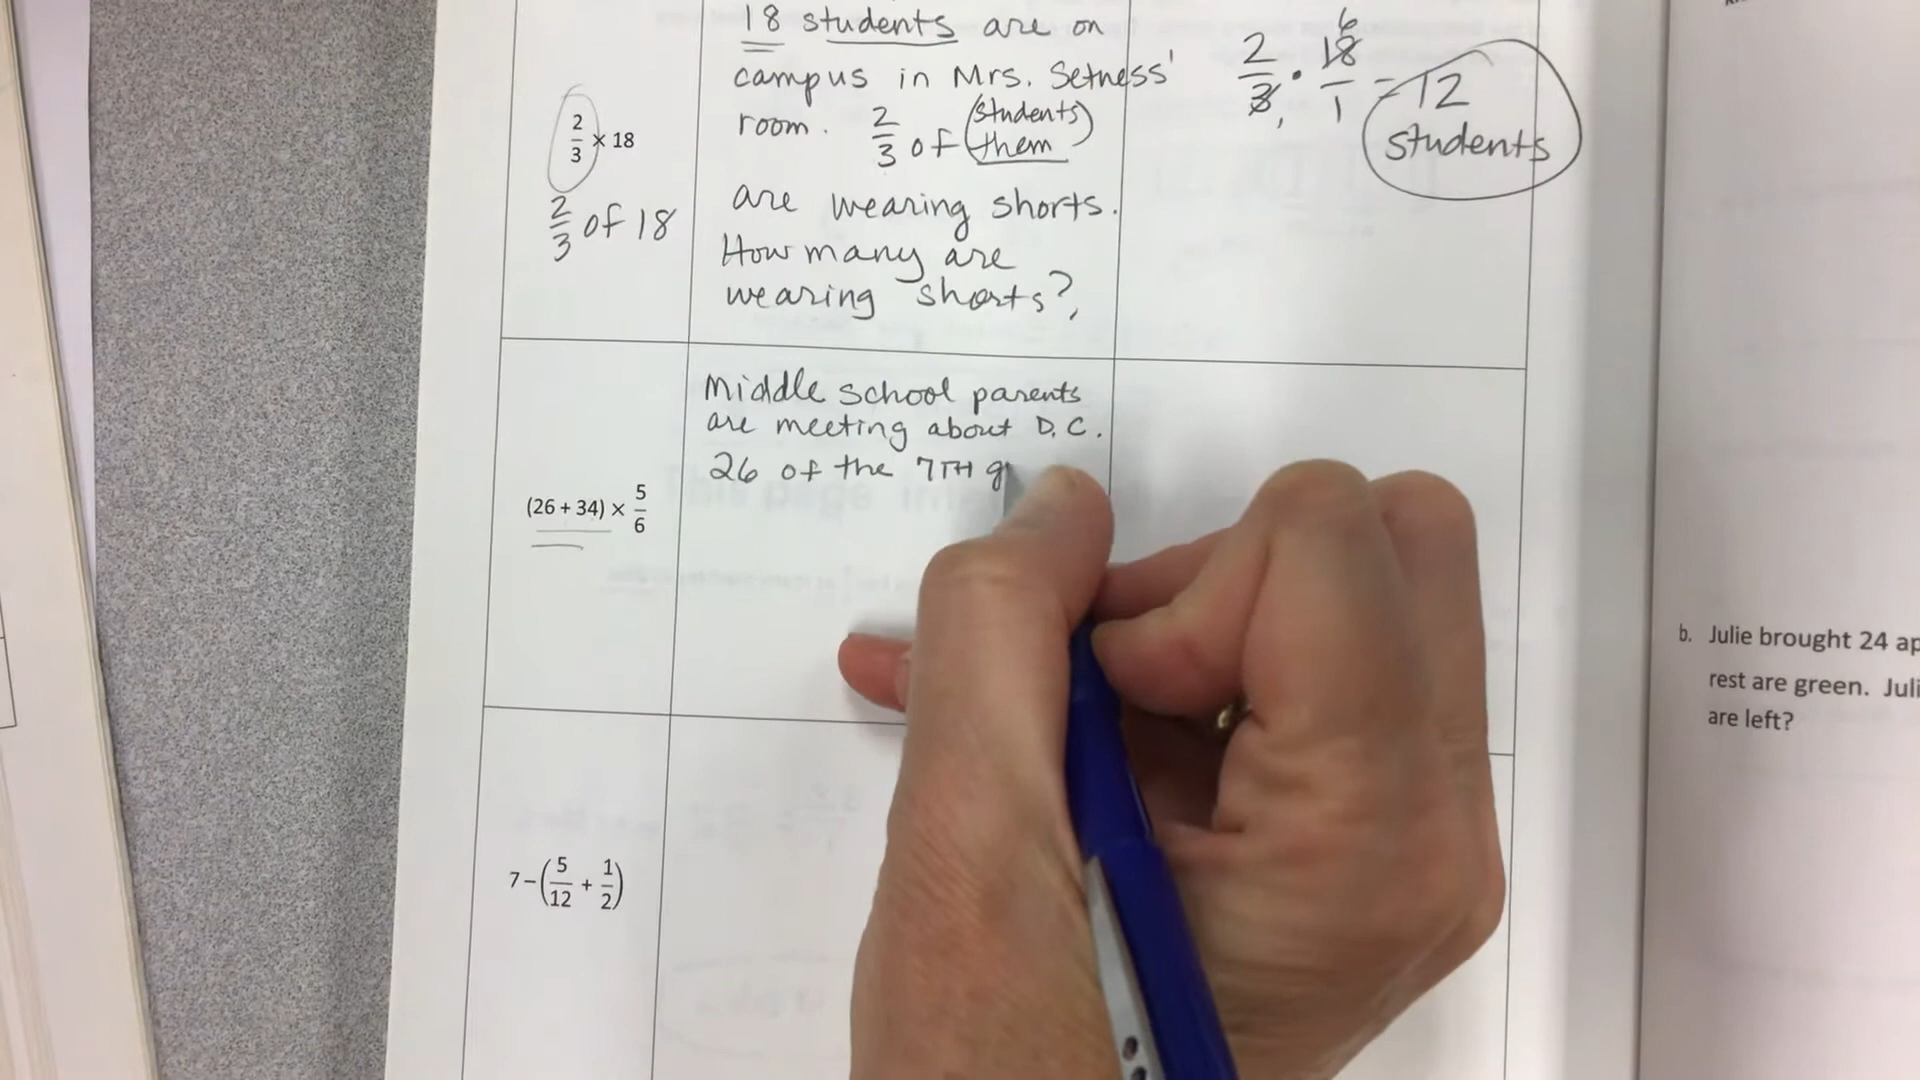 2/3 × 18
2/3 of 18
18 students are on
campus in Mrs. Setness'
room. 2/3 of (students)
them
are wearing shorts.
How many are
wearing shorts?
2/3 · 18/1 = 12
6
1
students
(26 + 34) × 5/6
Middle school parents
are meeting about D.C.
26 of the 7TH g
7 – (5/12 + 1/2)
b. Julie brought 24 ap
rest are green. Juli
are left?